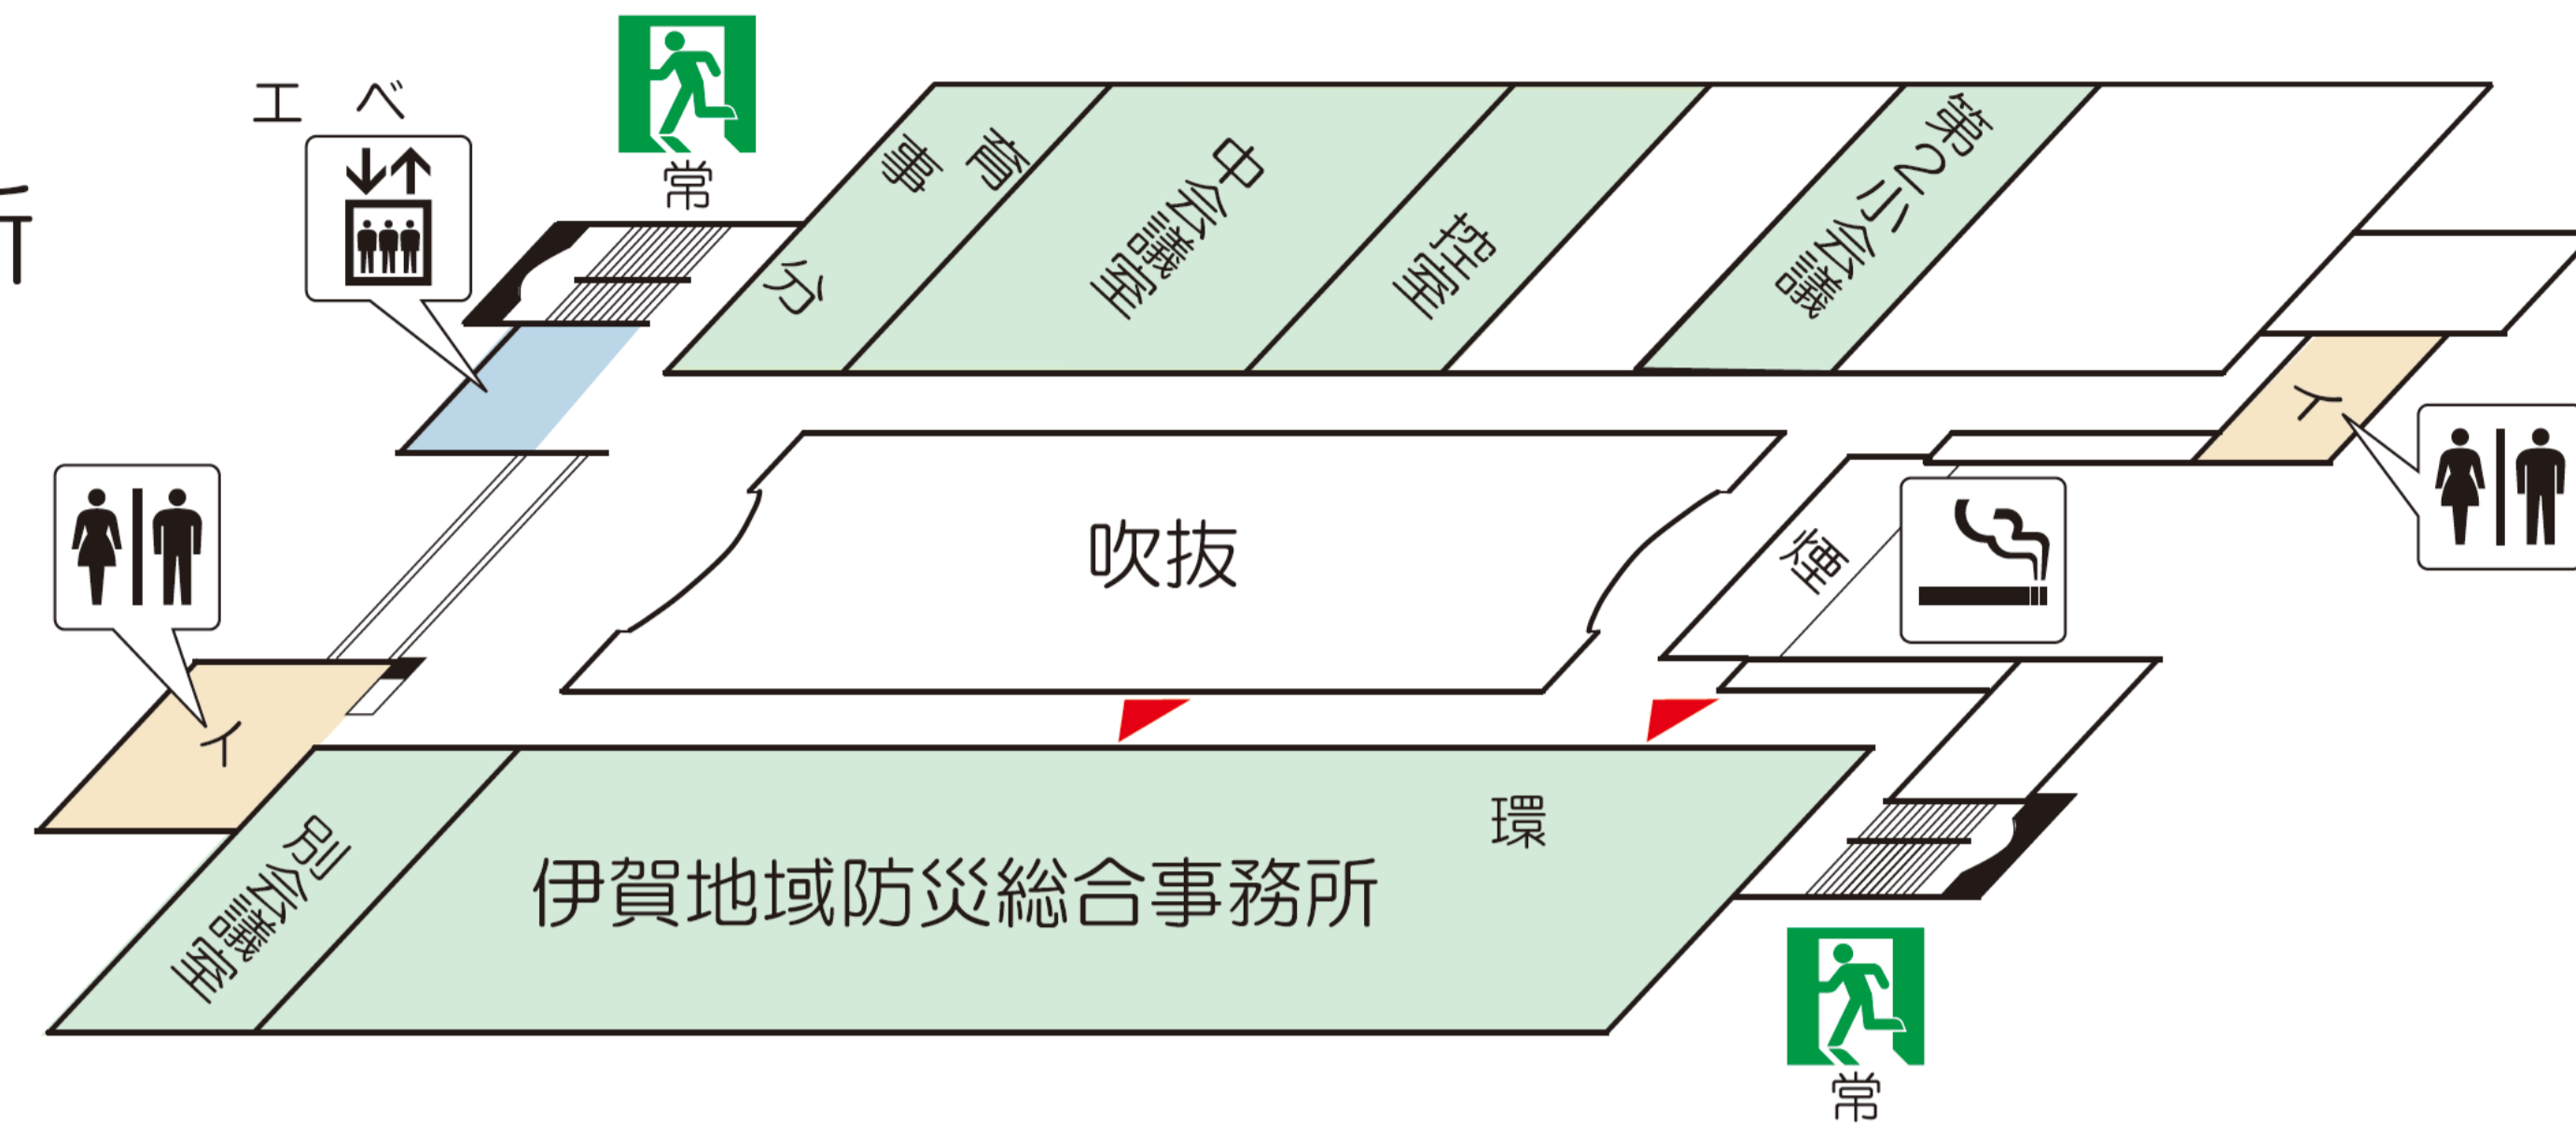 エ ベ
所
常
事
育
分
中会議室
控室
第2小会議
イ
吹抜
煙
イ
別会議室
環
伊賀地域防災総合事務所
常